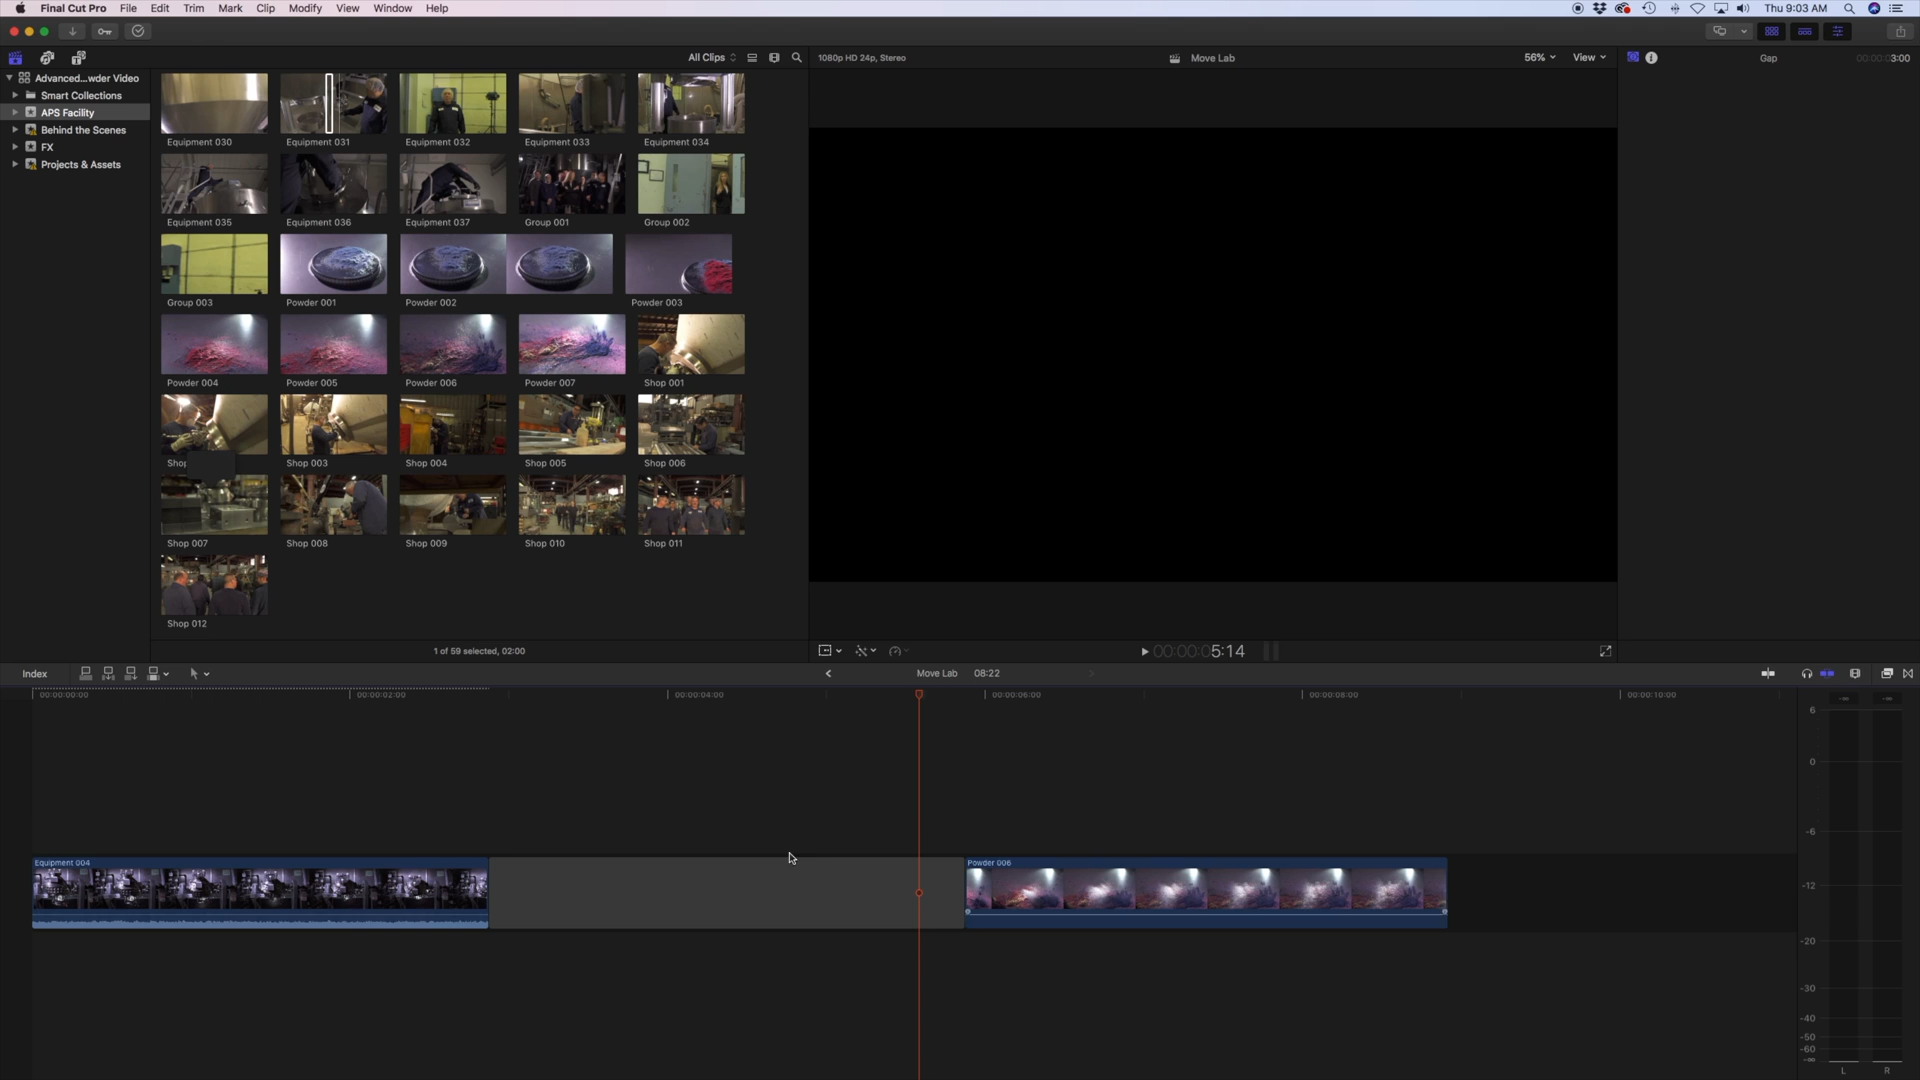 Final Cut Pro File Edit Trim Mark Clip Modify View Window Help Thu 9:03 AM
All Clips 1080p HD 24p, Stereo Move Lab 56% View Gap 00:00:03:00
Advanced...wder Video
Smart Collections
APS Facility
Behind the Scenes
FX
Projects & Assets
Equipment 030 Equipment 031 Equipment 032 Equipment 033 Equipment 034
Equipment 035 Equipment 036 Equipment 037 Group 001 Group 002
Group 003 Powder 001 Powder 002 Powder 003
Powder 004 Powder 005 Powder 006 Powder 007 Shop 001
Shop Shop 003 Shop 004 Shop 005 Shop 006
Shop 007 Shop 008 Shop 009 Shop 010 Shop 011
Shop 012
1 of 59 selected, 02:00 00:00:05:14
Index Move Lab 08:22
00:00:00:00 00:00:02:00 00:00:04:00 00:00:06:00 00:00:08:00 00:00:10:00
Equipment 004 Powder 006
-∞ -∞
6
0
-6
-12
-20
-30
-40
-50
-60
-∞
L R